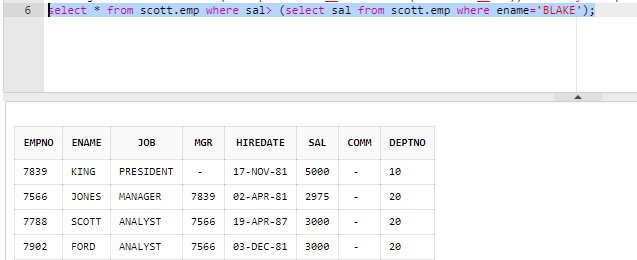 6 select * from scott.emp where sal> (select sal from scott.emp where ename='BLAKE');
EMPNO ENAME JOB MGR HIREDATE SAL COMM DEPTNO
7839 KING PRESIDENT - 17-NOV-81 5000 - 10
7566 JONES MANAGER 7839 02-APR-81 2975 - 20
7788 SCOTT ANALYST 7566 19-APR-87 3000 - 20
7902 FORD ANALYST 7566 03-DEC-81 3000 - 20